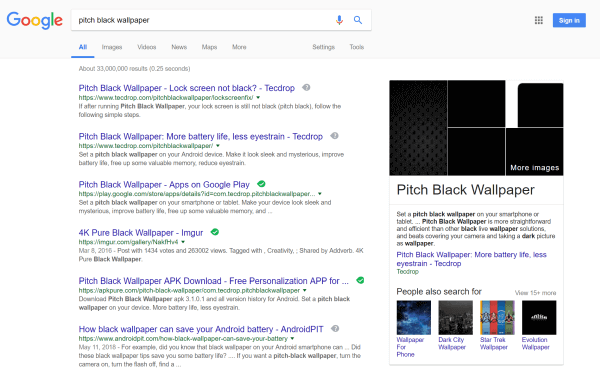 Google
pitch black wallpaper
Sign in
All Images Videos News Maps More Settings Tools
About 33,000,000 results (0.25 seconds)
Pitch Black Wallpaper - Lock screen not black? - Tecdrop
https://www.tecdrop.com/pitchblackwallpaper/lockscreenfix/
If after running Pitch Black Wallpaper, your lock screen is still not black (pitch black), follow the
following simple steps.
Pitch Black Wallpaper: More battery life, less eyestrain - Tecdrop
https://www.tecdrop.com/pitchblackwallpaper/
Set a pitch black wallpaper on your Android device. Make it look sleek and mysterious, improve
battery life, free up some valuable memory, reduce eyestrain.
Pitch Black Wallpaper - Apps on Google Play
https://play.google.com/store/apps/details?id=com.tecdrop.pitchblackwallpaper...
Set a pitch black wallpaper on your smartphone or tablet. Make your device look sleek and
mysterious, improve battery life, free up some valuable memory, and ...
4K Pure Black Wallpaper - Imgur
https://imgur.com/gallery/NakfHv4
Mar 8, 2016 - Post with 1434 votes and 263002 views. Tagged with , Creativity, ; Shared by Addverb. 4K
Pure Black Wallpaper.
Pitch Black Wallpaper APK Download - Free Personalization APP for ...
https://apkpure.com/pitch-black-wallpaper/com.tecdrop.pitchblackwallpaper
Download Pitch Black Wallpaper apk 3.1.0.1 and all version history for Android. Set a pitch black
wallpaper on your device. More battery life, less eyestrain.
How black wallpaper can save your Android battery - AndroidPIT
https://www.androidpit.com/how-black-wallpaper-can-save-your-battery
May 11, 2018 - For example, did you know that black wallpaper on your Android smartphone can ... Did
these black wallpaper tips save you some battery life? .... If you want a pitch-black wallpaper, turn the
camera on, turn the flash off, find a ...
More images
Pitch Black Wallpaper
Set a pitch black wallpaper on your smartphone or
tablet. ... Pitch Black Wallpaper is more straightforward
and efficient than other black live wallpaper solutions,
and beats covering your camera and taking a dark picture
as wallpaper.
Pitch Black Wallpaper: More battery life, less
eyestrain - Tecdrop
Tecdrop
People also search for View 15+ more
Wallpaper
For
Phone
Dark City
Wallpaper
Star Trek
Wallpaper
Evolution
Wallpaper